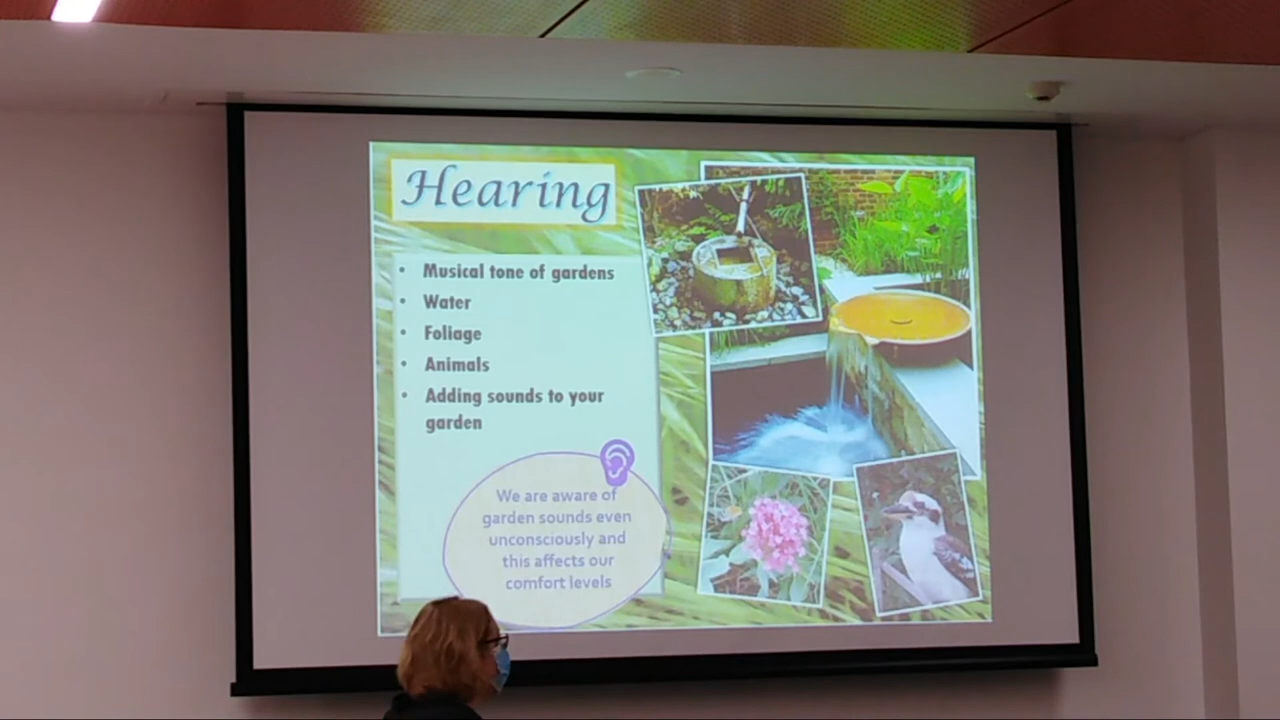 Hearing
• Musical tone of gardens
• Water
• Foliage
• Animals
• Adding sounds to your
garden
We are aware of
garden sounds even
unconsciously and
this affects our
comfort levels